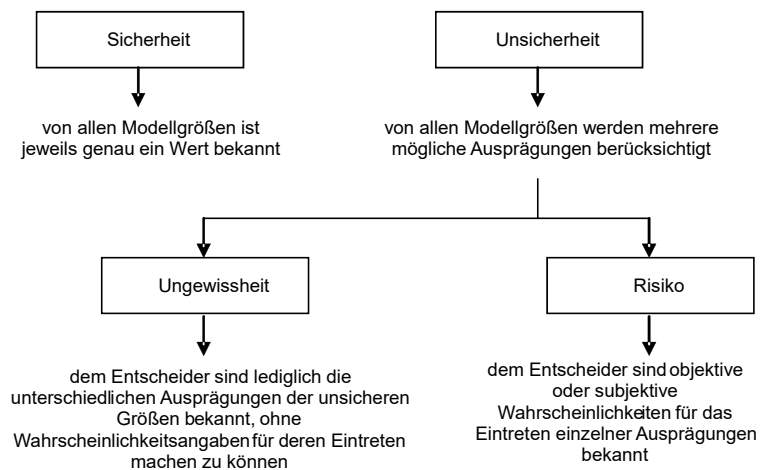 Sicherheit
Unsicherheit
von allen Modellgrößen ist
jeweils genau ein Wert bekannt
von allen Modellgrößen werden mehrere
mögliche Ausprägungen berücksichtigt
Ungewissheit
Risiko
dem Entscheider sind lediglich die
unterschiedlichen Ausprägungen der unsicheren
Größen bekannt, ohne
Wahrscheinlichkeitsangaben für deren Eintreten
machen zu können
dem Entscheider sind objektive
oder subjektive
Wahrscheinlichkeiten für das
Eintreten einzelner Ausprägungen
bekannt